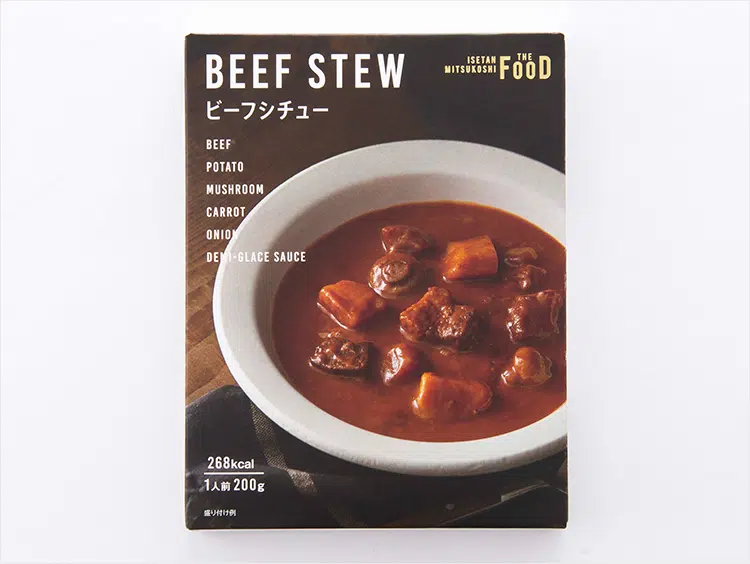 BEEF STEW
ISETAN
MITSUKOSHI
THE
FOOD
ビーフシチュー
BEEF
POTATO
MUSHROOM
CARROT
ONION
DEMI-GLACE SAUCE
268kcal
1人前 200g
盛り付け例